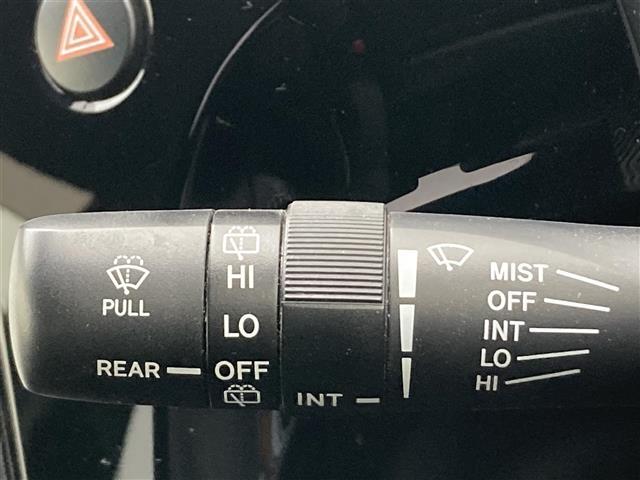 PULL
REAR
HI
LO
OFF
INT
MIST
OFF
INT
LO
HI